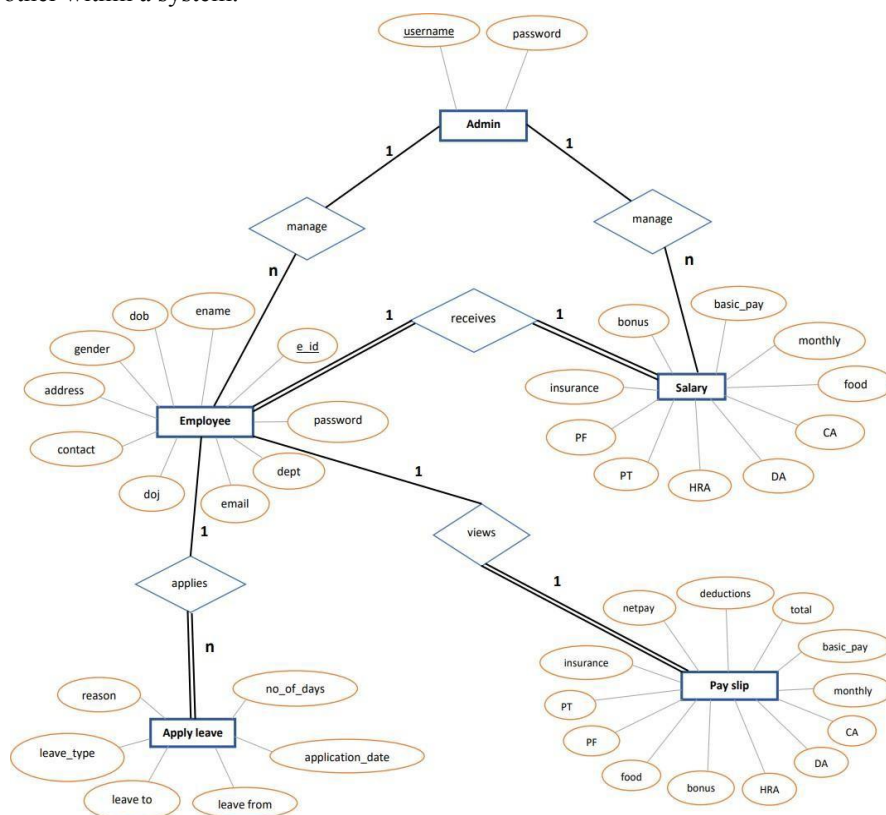 other within a system.
username
password
Admin
1
1
manage
manage
n
n
ename
dob
1
receives
1
basic_pay
bonus
gender
e_id
monthly
address
insurance
Salary
food
Employee
password
contact
PF
CA
dept
1
PT
HRA
DA
doj
email
1
views
applies
1
deductions
netpay
total
n
insurance
basic_pay
reason
no_of_days
Pay slip
monthly
PT
Apply leave
CA
leave_type
application_date
PF
DA
food
bonus
HRA
leave to
leave from